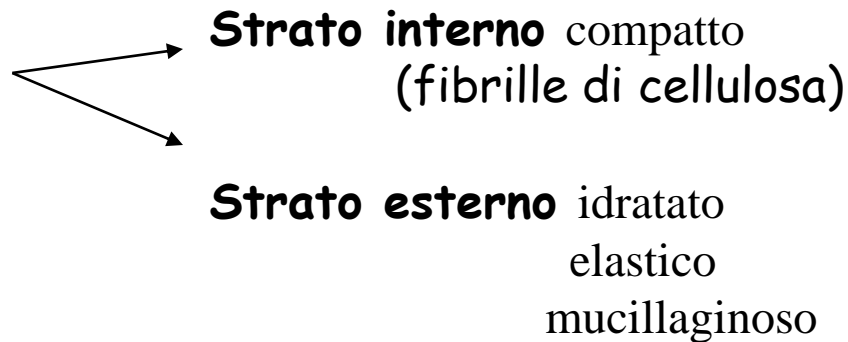 Strato interno compatto
(fibrille di cellulosa)
Strato esterno idratato
elastico
mucillaginoso